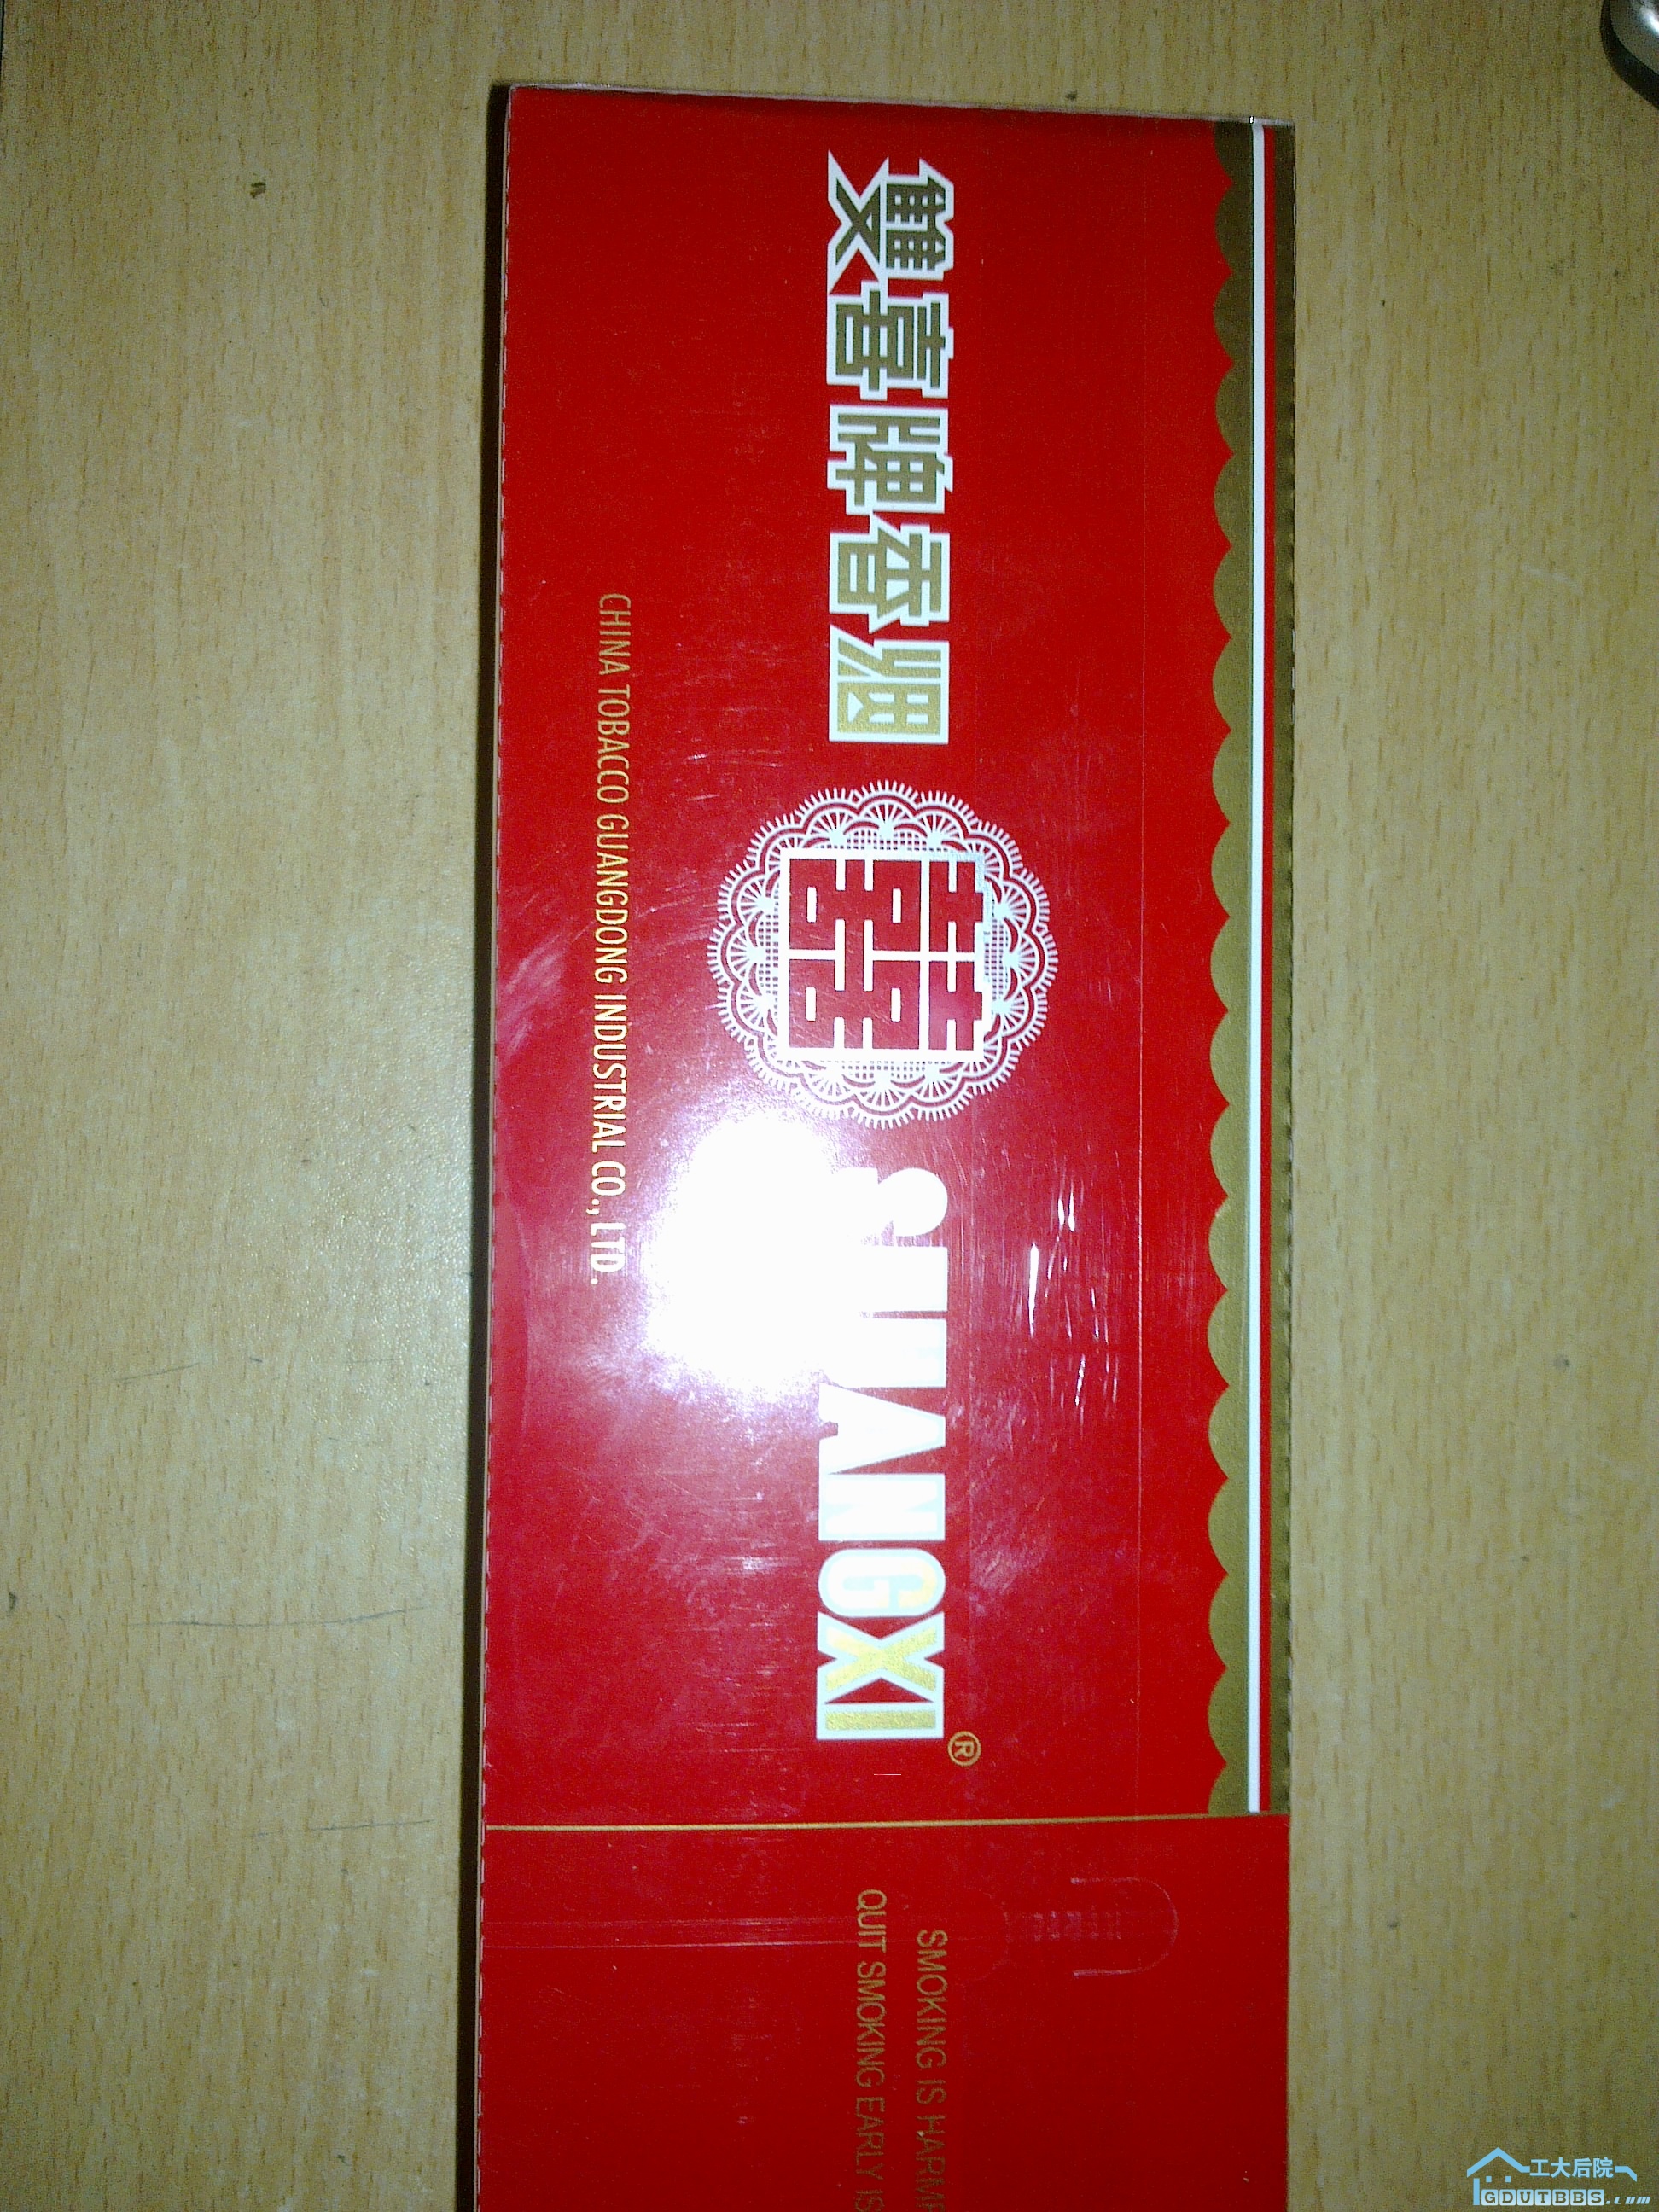 雙喜牌香烟
囍
SHUANGXI®
CHINA TOBACCO GUANGDONG INDUSTRIAL CO., LTD.
SMOKING IS
QUIT SMOKING EARLY IS
工大后院
GDUTBBS.com